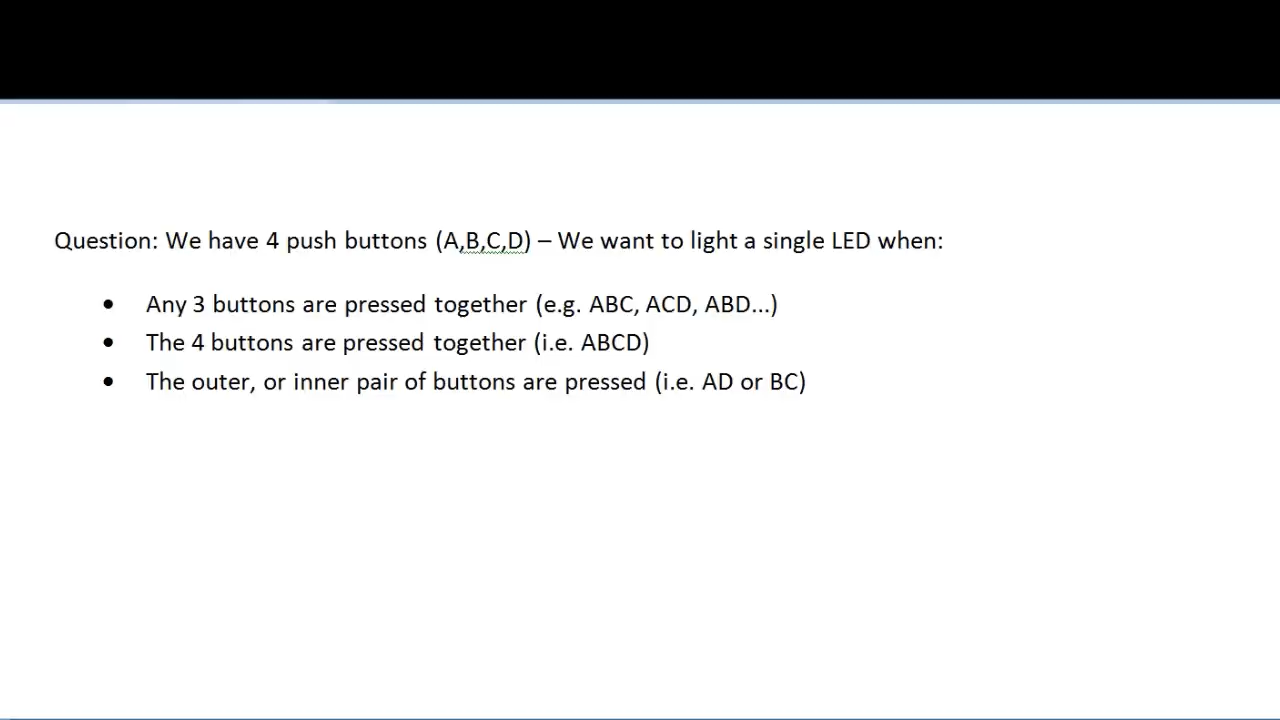 Question: We have 4 push buttons (A,B,C,D) – We want to light a single LED when:
• Any 3 buttons are pressed together (e.g. ABC, ACD, ABD...)
• The 4 buttons are pressed together (i.e. ABCD)
• The outer, or inner pair of buttons are pressed (i.e. AD or BC)